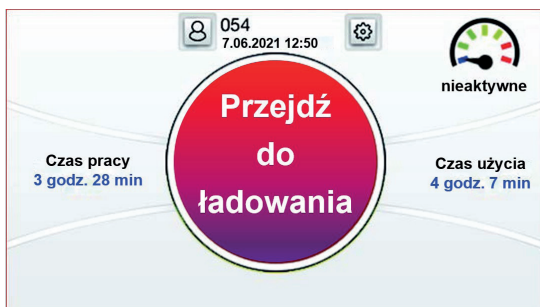 054
7.06.2021 12:50
nieaktywne
Przejdź
do
ładowania
Czas pracy
3 godz. 28 min
Czas użycia
4 godz. 7 min